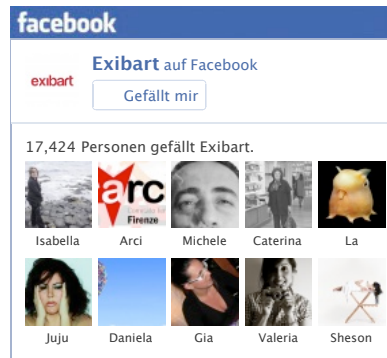 facebook
exibart
Exibart auf Facebook
Gefällt mir
17,424 Personen gefällt Exibart.
arc
Firenze
Isabella Arci Michele Caterina La
Juju Daniela Gia Valeria Sheson